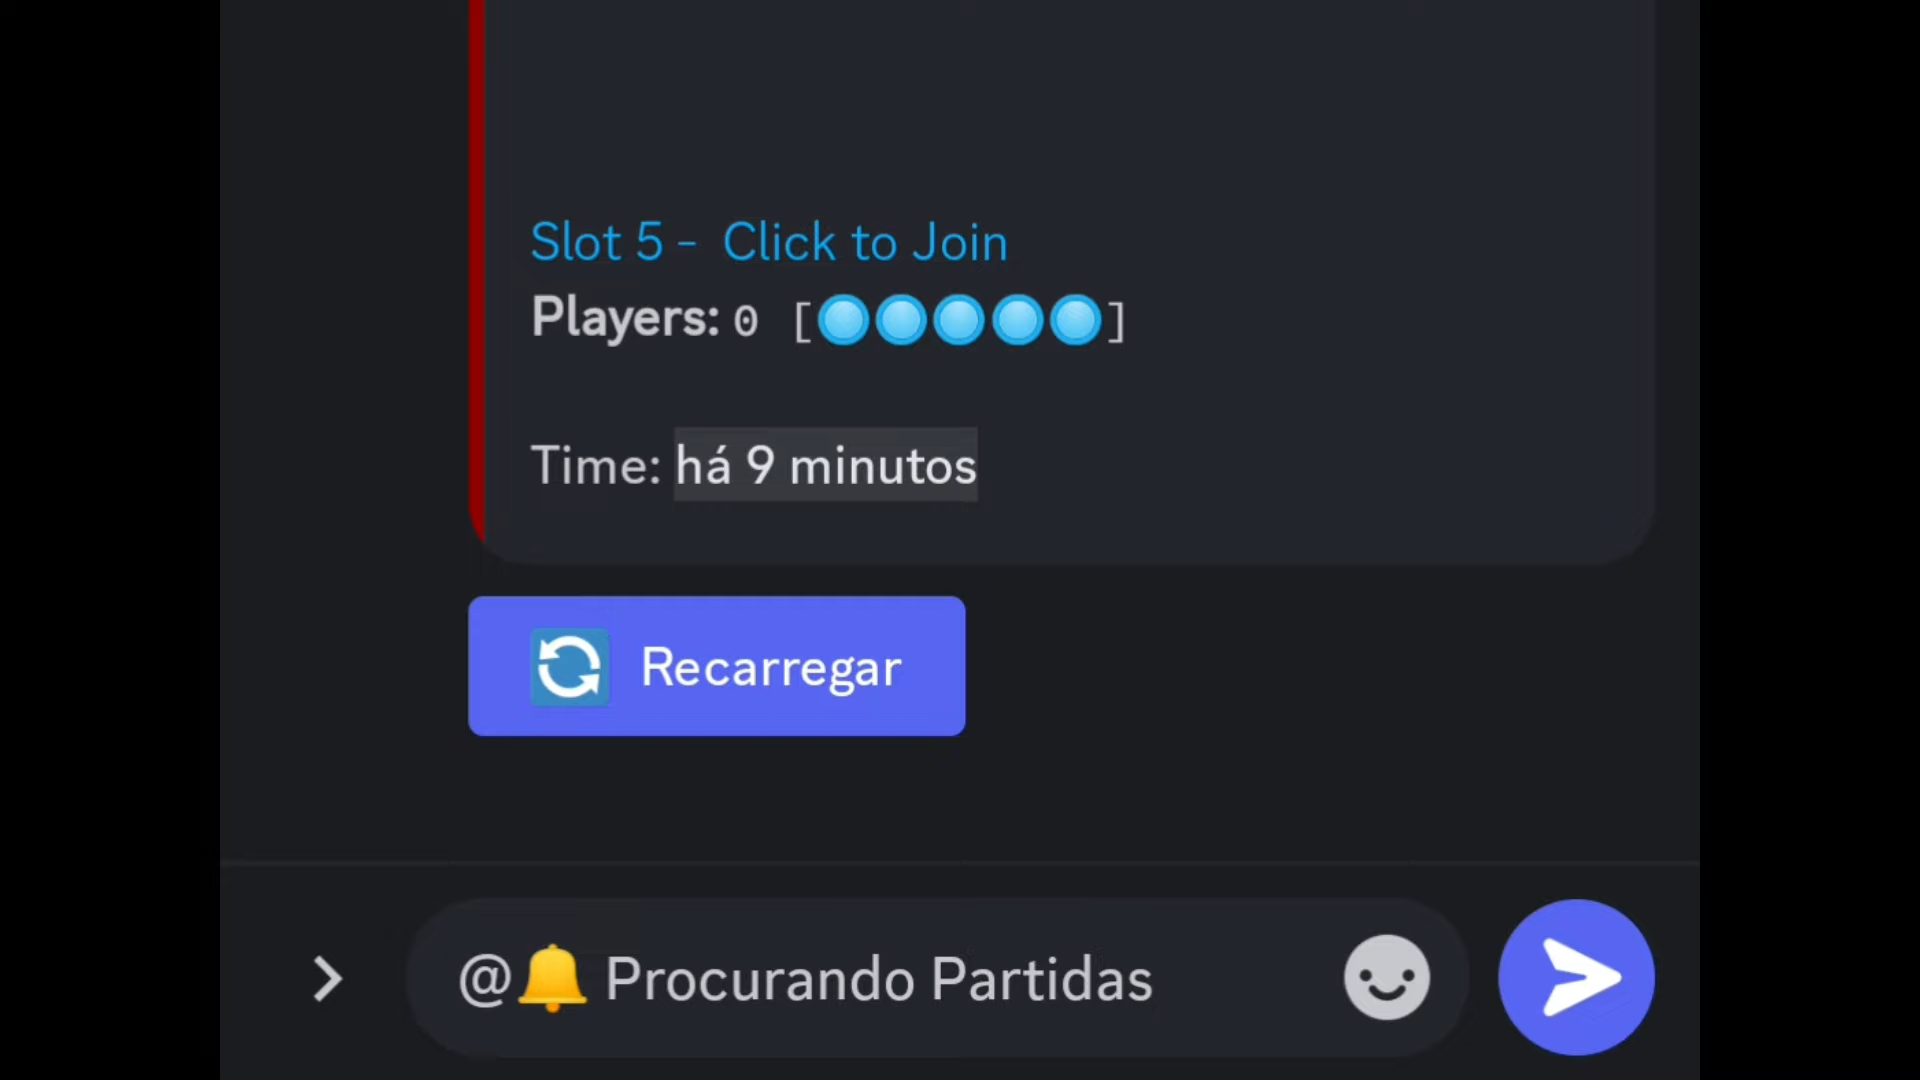 Slot 5 - Click to Join
Players: 0 [🔵🔵🔵🔵🔵]
Time: há 9 minutos
Recarregar
@🔔 Procurando Partidas